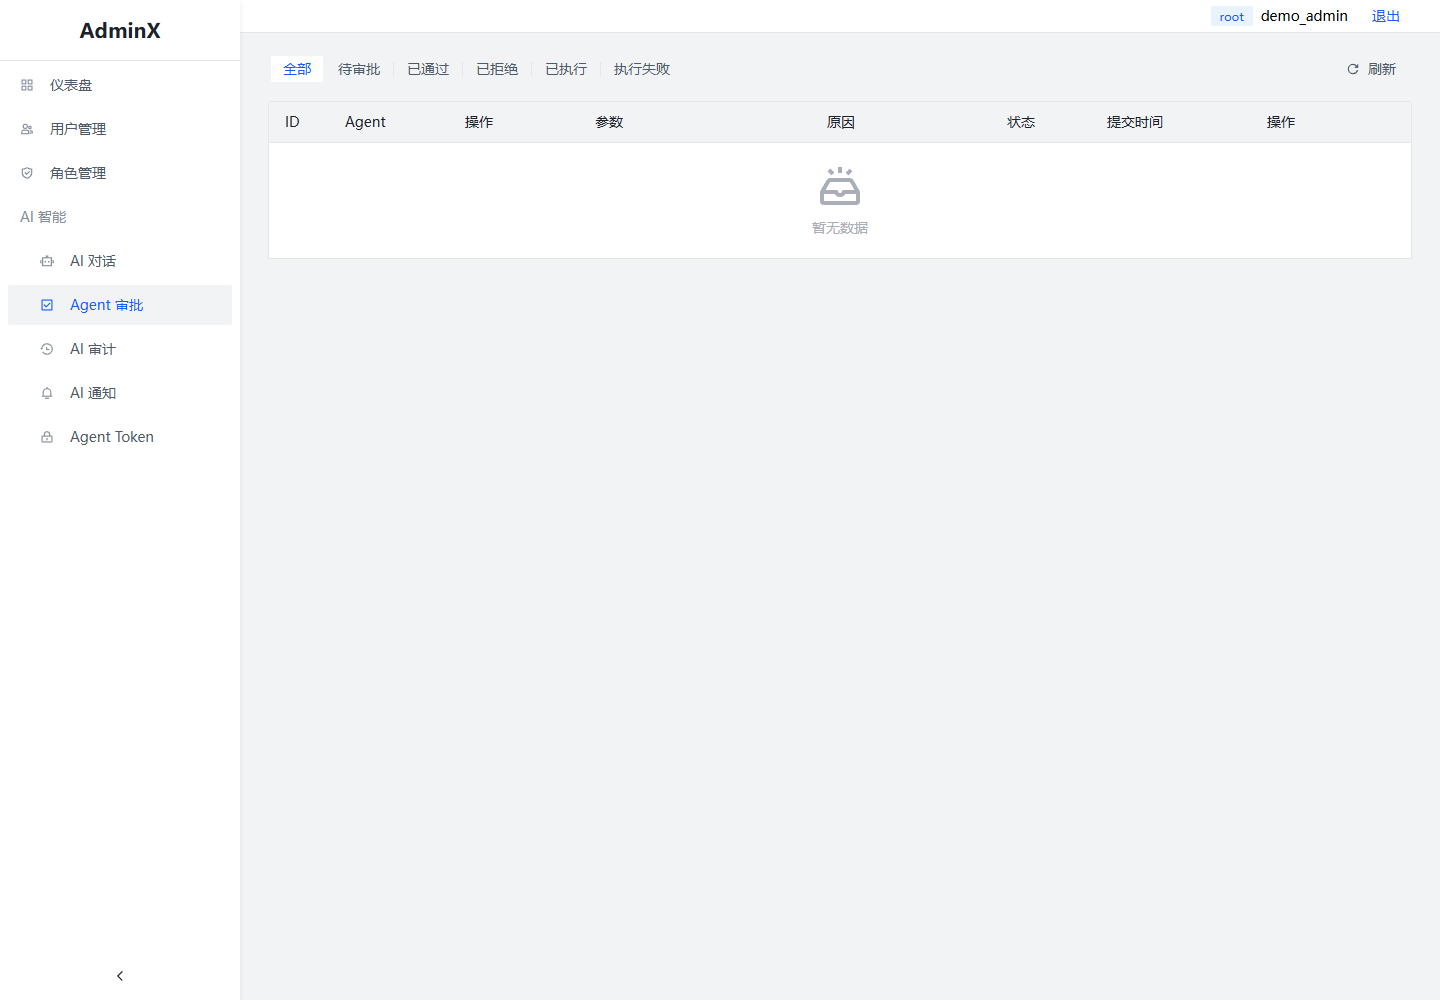 AdminX
root demo_admin 退出
仪表盘
用户管理
角色管理
AI 智能
AI 对话
Agent 审批
AI 审计
AI 通知
Agent Token
全部 待审批 已通过 已拒绝 已执行 执行失败 刷新
ID Agent 操作 参数 原因 状态 提交时间 操作
暂无数据